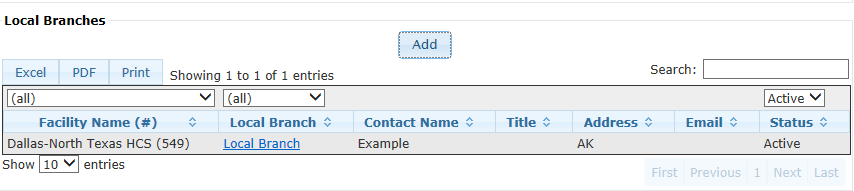 Local Branches
Add
Excel PDF Print Showing 1 to 1 of 1 entries Search:
(all) (all) Active
Facility Name (#) Local Branch Contact Name Title Address Email Status
Dallas-North Texas HCS (549) Local Branch Example AK Active
Show 10 entries First Previous 1 Next Last